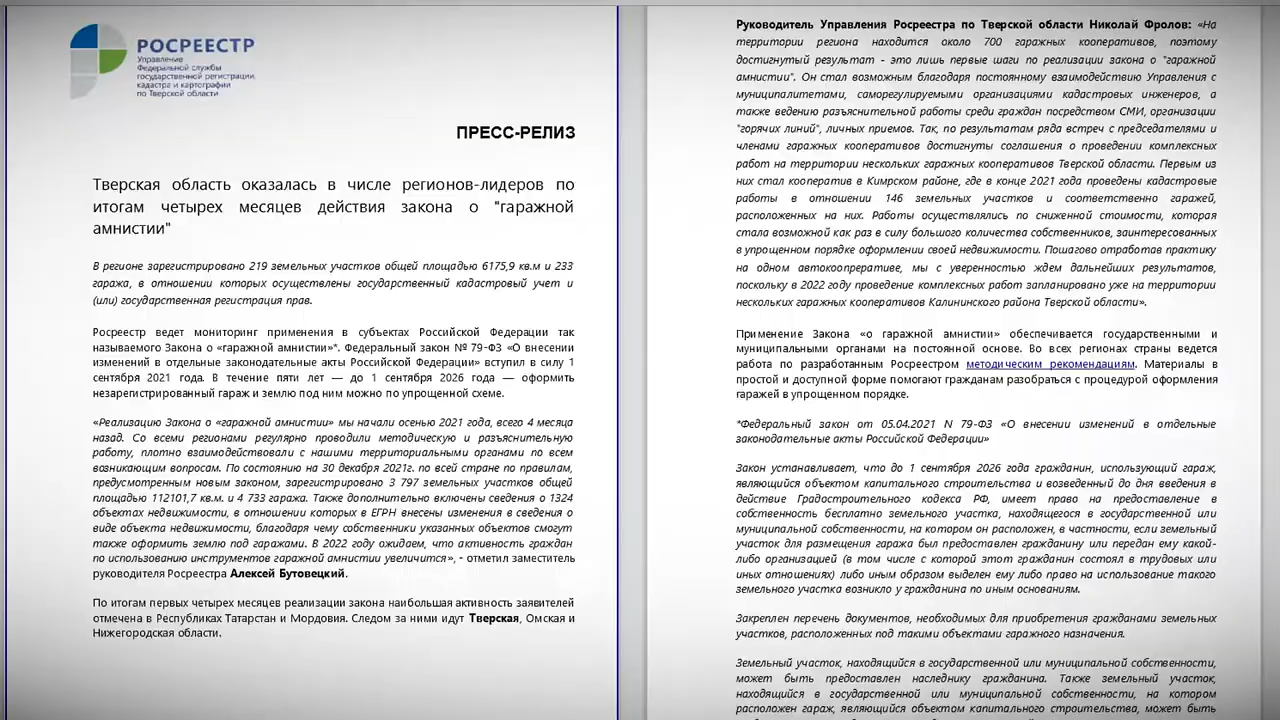 РОСРЕЕСТР
Управление
Федеральной службы
государственной регистрации,
кадастра и картографии
по Тверской области
ПРЕСС-РЕЛИЗ
Тверская область оказалась в числе регионов-лидеров по
итогам четырех месяцев действия закона о "гаражной
амнистии"
В регионе зарегистрировано 219 земельных участков общей площадью 6175,9 кв.м и 233
гаража, в отношении которых осуществлены государственный кадастровый учет и
(или) государственная регистрация прав.
Росреестр ведет мониторинг применения в субъектах Российской Федерации так
называемого Закона о «гаражной амнистии»*. Федеральный закон № 79-ФЗ «О внесении
изменений в отдельные законодательные акты Российской Федерации» вступил в силу 1
сентября 2021 года. В течение пяти лет — до 1 сентября 2026 года — оформить
незарегистрированный гараж и землю под ним можно по упрощенной схеме.
«Реализацию Закона о «гаражной амнистии» мы начали осенью 2021 года, всего 4 месяца
назад. Со всеми регионами регулярно проводили методическую и разъяснительную
работу, плотно взаимодействовали с нашими территориальными органами по всем
возникающим вопросам. По состоянию на 30 декабря 2021г. по всей стране по правилам,
предусмотренным новым законом, зарегистрировано 3 797 земельных участков общей
площадью 112101,7 кв.м. и 4 733 гаража. Также дополнительно включены сведения о 1324
объектах недвижимости, в отношении которых в ЕГРН внесены изменения в сведения о
виде объекта недвижимости, благодаря чему собственники указанных объектов смогут
также оформить землю под гаражами. В 2022 году ожидаем, что активность граждан
по использованию инструментов гаражной амнистии увеличится», - отметил заместитель
руководителя Росреестра Алексей Бутовецкий.
По итогам первых четырех месяцев реализации закона наибольшая активность заявителей
отмечена в Республиках Татарстан и Мордовия. Следом за ними идут Тверская, Омская и
Нижегородская области.
Руководитель Управления Росреестра по Тверской области Николай Фролов: «На
территории региона находится около 700 гаражных кооперативов, поэтому
достигнутый результат - это лишь первые шаги по реализации закона о "гаражной
амнистии". Он стал возможным благодаря постоянному взаимодействию Управления с
муниципалитетами, саморегулируемыми организациями кадастровых инженеров, а
также ведению разъяснительной работы среди граждан посредством СМИ, организации
"горячих линий", личных приемов. Так, по результатам ряда встреч с председателями и
членами гаражных кооперативов достигнуты соглашения о проведении комплексных
работ на территории нескольких гаражных кооперативов Тверской области. Первым из
них стал кооператив в Кимрском районе, где в конце 2021 года проведены кадастровые
работы в отношении 146 земельных участков и соответственно гаражей,
расположенных на них. Работы осуществлялись по сниженной стоимости, которая
стала возможной как раз в силу большого количества собственников, заинтересованных
в упрощенном порядке оформлении своей недвижимости. Пошагово отработав практику
на одном автокооперативе, мы с уверенностью ждем дальнейших результатов,
поскольку в 2022 году проведение комплексных работ запланировано уже на территории
нескольких гаражных кооперативов Калининского района Тверской области».
Применение Закона «о гаражной амнистии» обеспечивается государственными и
муниципальными органами на постоянной основе. Во всех регионах страны ведется
работа по разработанным Росреестром методическим рекомендациям. Материалы в
простой и доступной форме помогают гражданам разобраться с процедурой оформления
гаражей в упрощенном порядке.
*Федеральный закон от 05.04.2021 N 79-ФЗ «О внесении изменений в отдельные
законодательные акты Российской Федерации»
Закон устанавливает, что до 1 сентября 2026 года гражданин, использующий гараж,
являющийся объектом капитального строительства и возведенный до дня введения в
действие Градостроительного кодекса РФ, имеет право на предоставление в
собственность бесплатно земельного участка, находящегося в государственной или
муниципальной собственности, на котором он расположен, в частности, если земельный
участок для размещения гаража был предоставлен гражданину или передан ему какой-
либо организацией (в том числе с которой этот гражданин состоял в трудовых или
иных отношениях) либо иным образом выделен ему либо право на использование такого
земельного участка возникло у гражданина по иным основаниям.
Закреплен перечень документов, необходимых для приобретения гражданами земельных
участков, расположенных под такими объектами гаражного назначения.
Земельный участок, находящийся в государственной или муниципальной собственности,
может быть предоставлен наследнику гражданина. Также земельный участок,
находящийся в государственной или муниципальной собственности, на котором
расположен гараж, являющийся объектом капитального строительства, может быть